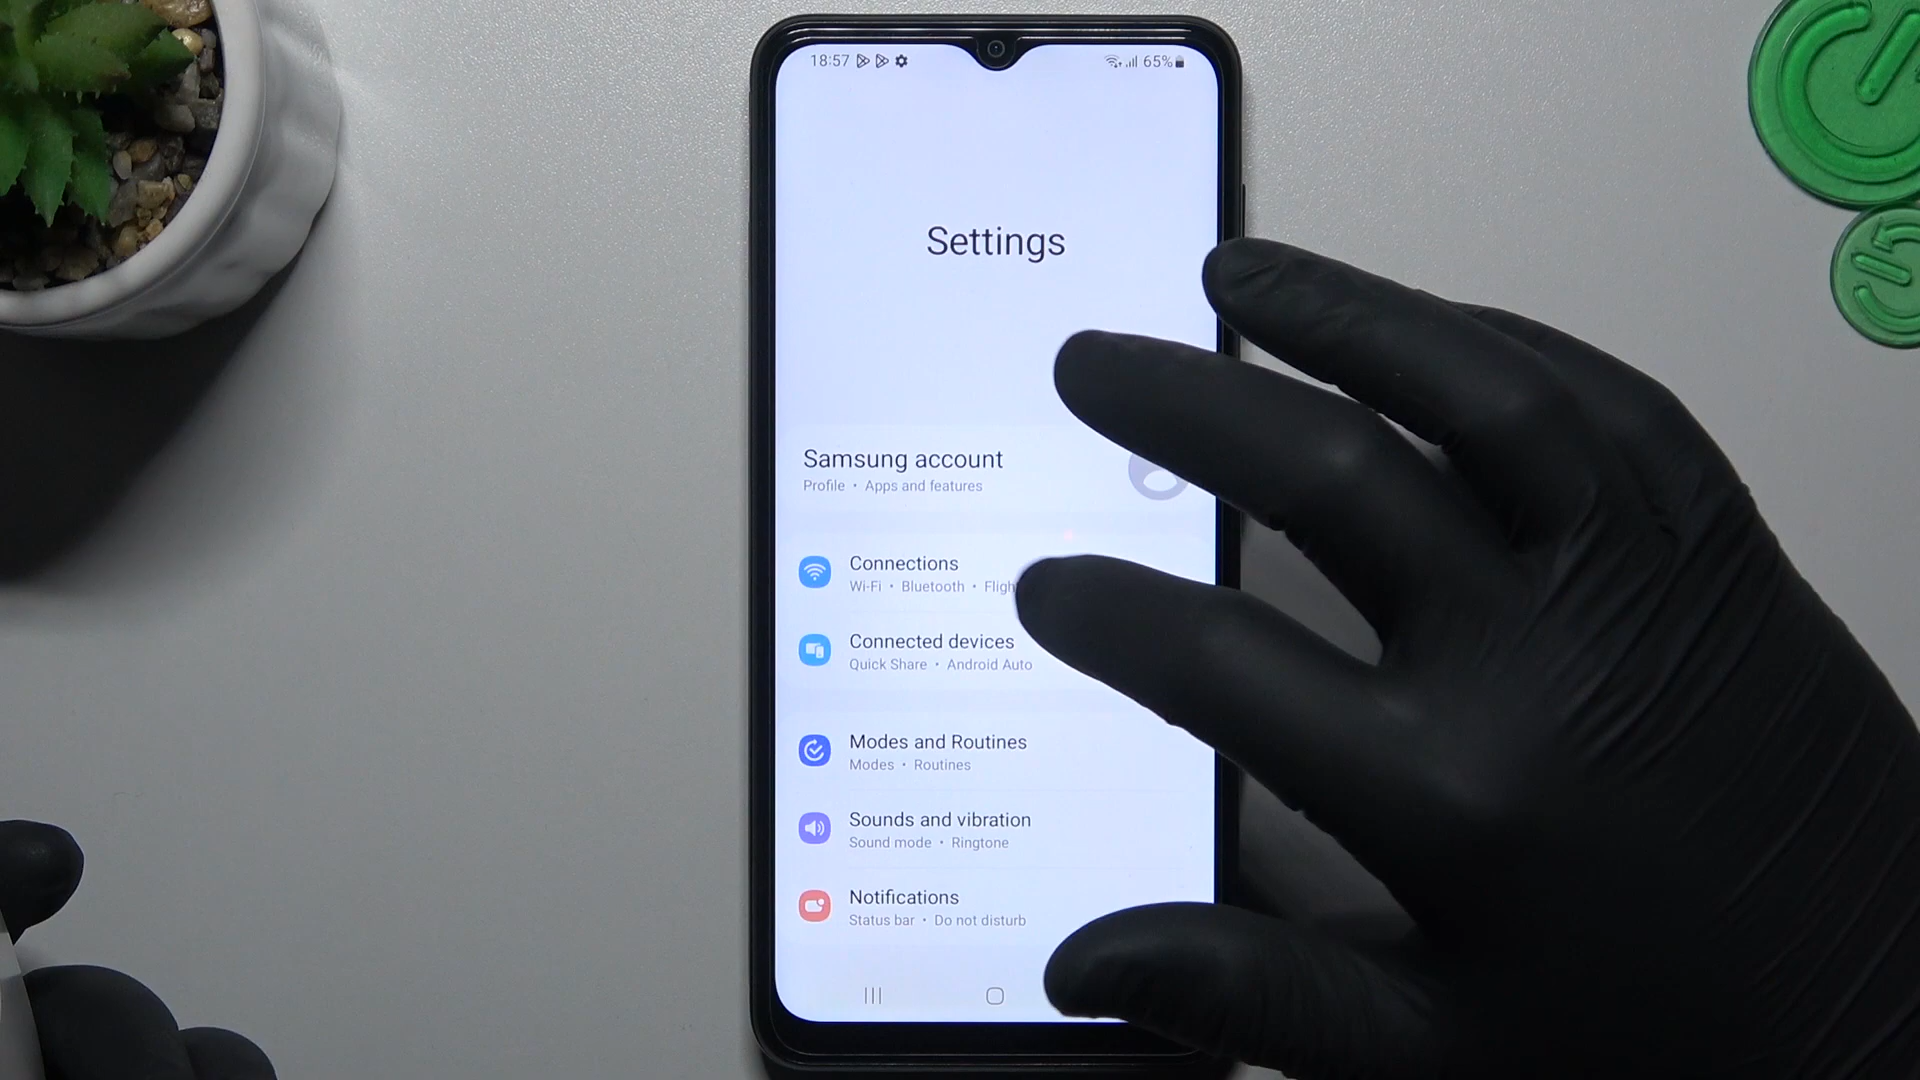 18:57 65%
Settings
Samsung account
Profile • Apps and features
Connections
Wi-Fi • Bluetooth • Fligh
Connected devices
Quick Share • Android Auto
Modes and Routines
Modes • Routines
Sounds and vibration
Sound mode • Ringtone
Notifications
Status bar • Do not disturb